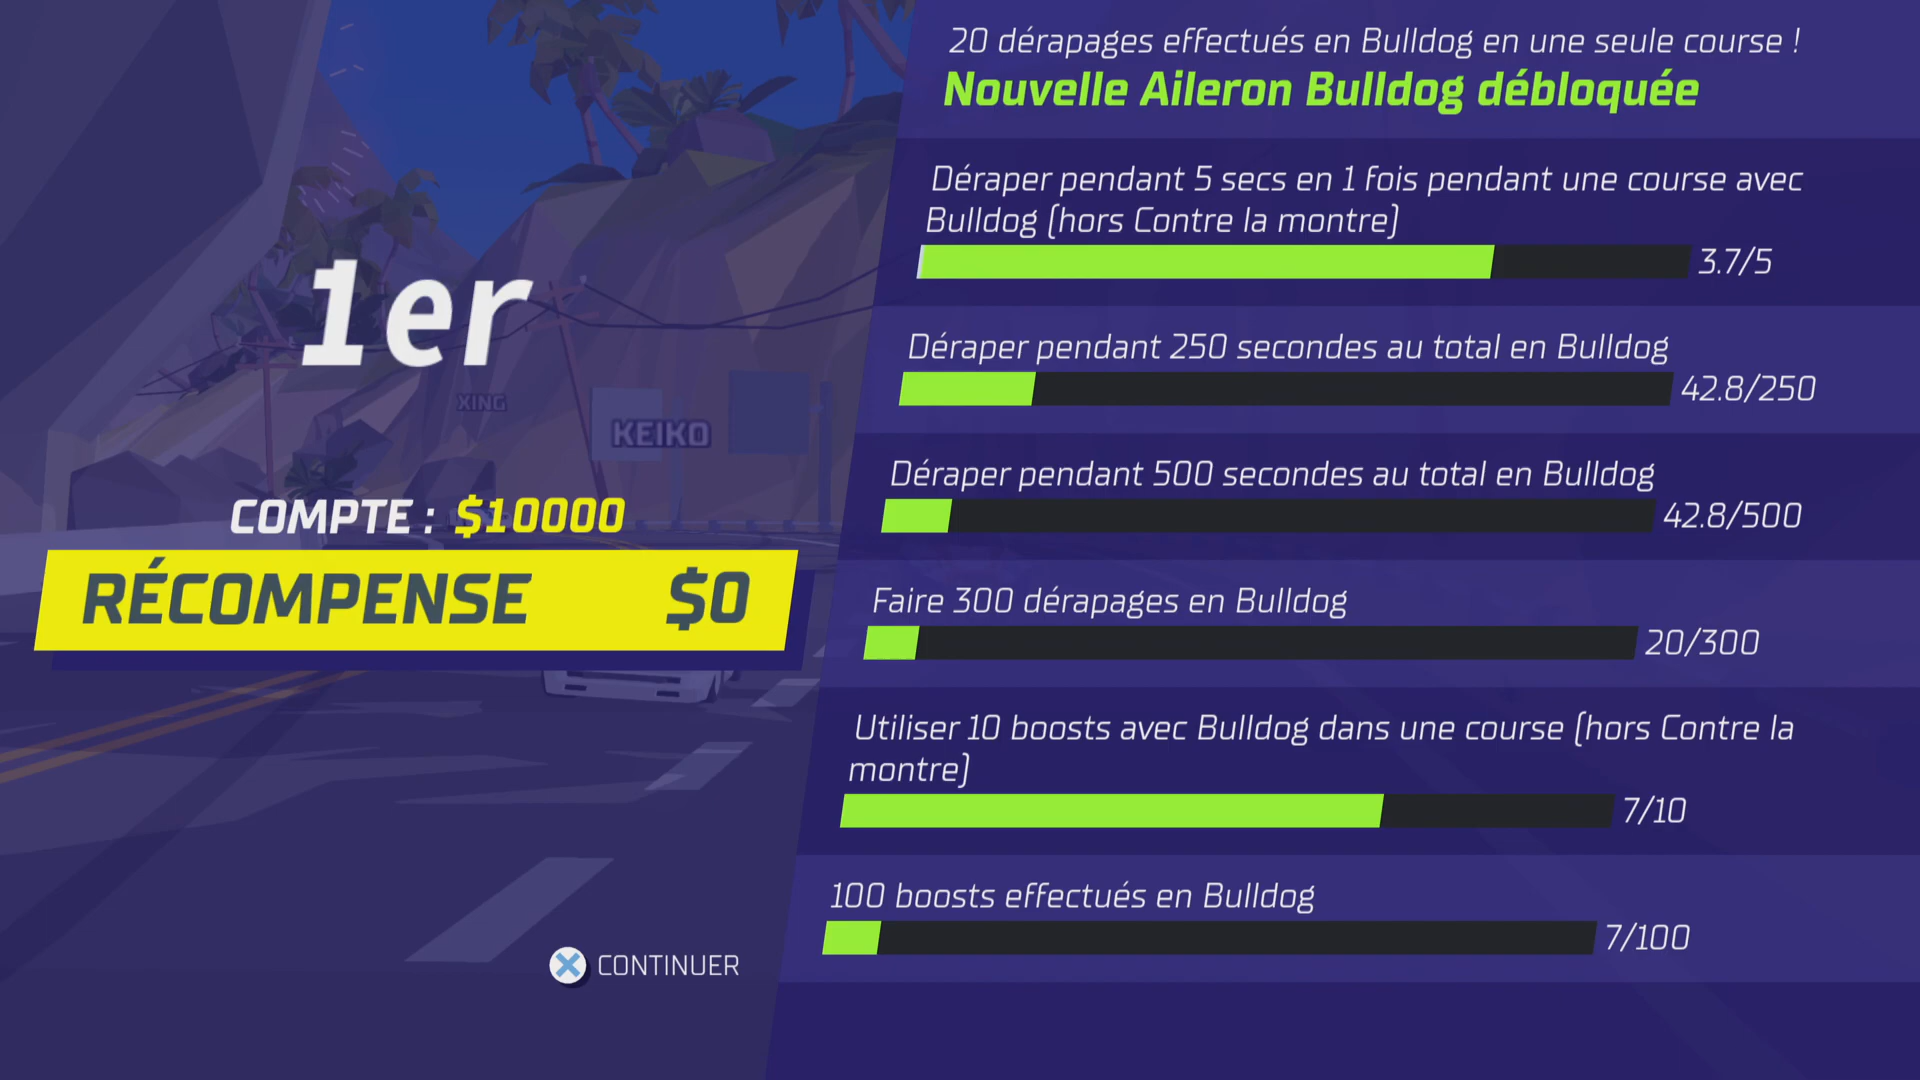 1er
XING
KEIKO
COMPTE : $10000
RÉCOMPENSE $0
CONTINUER
20 dérapages effectués en Bulldog en une seule course !
Nouvelle Aileron Bulldog débloquée
Déraper pendant 5 secs en 1 fois pendant une course avec
Bulldog (hors Contre la montre)
3.7/5
Déraper pendant 250 secondes au total en Bulldog
42.8/250
Déraper pendant 500 secondes au total en Bulldog
42.8/500
Faire 300 dérapages en Bulldog
20/300
Utiliser 10 boosts avec Bulldog dans une course (hors Contre la
montre)
7/10
100 boosts effectués en Bulldog
7/100